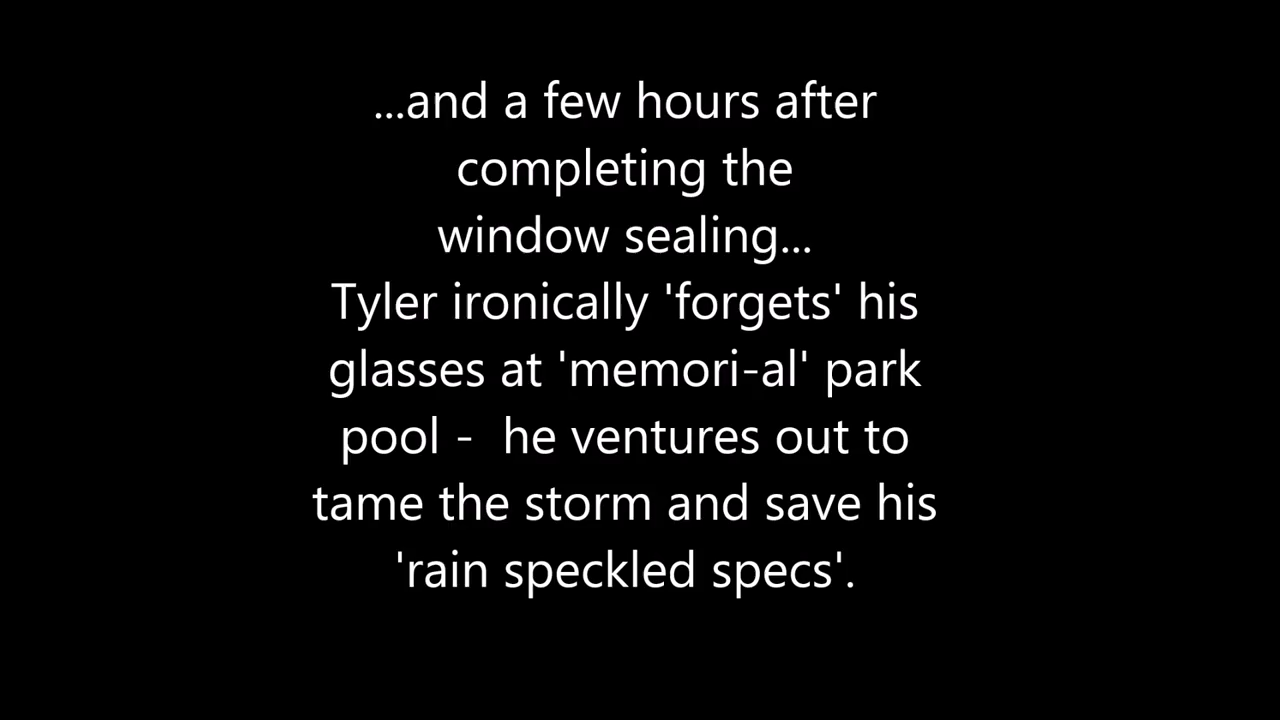 ...and a few hours after
completing the
window sealing...
Tyler ironically 'forgets' his
glasses at 'memori-al' park
pool -  he ventures out to
tame the storm and save his
'rain speckled specs'.